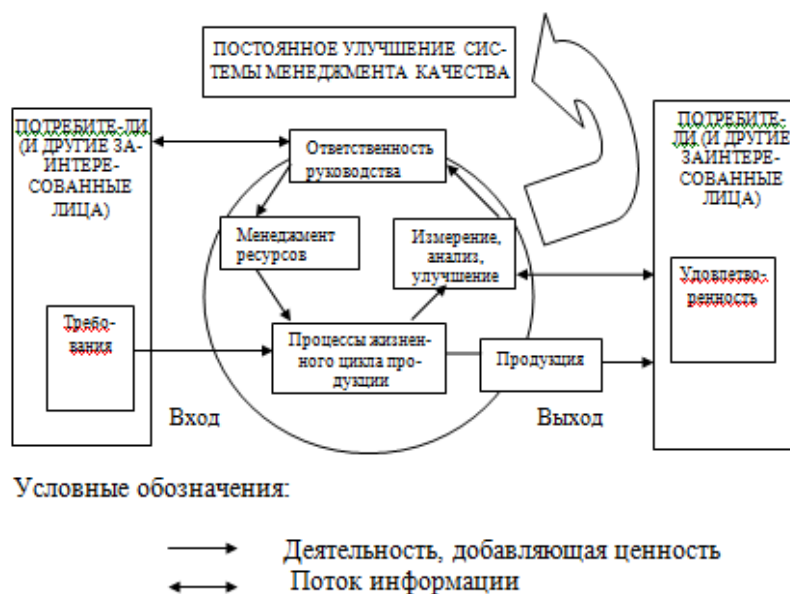 ПОСТОЯННОЕ УЛУЧШЕНИЕ СИС-
ТЕМЫ МЕНЕДЖМЕНТА КАЧЕСТВА
ПОТРЕБИТЕ-ЛИ
(И ДРУГИЕ ЗА-
ИНТЕРЕ-
СОВАННЫЕ
ЛИЦА)
Требо-
вания
Ответственность
руководства
Менеджмент
ресурсов
Измерение,
анализ,
улучшение
Процессы жизнен-
ного цикла про-
дукции
Продукция
ПОТРЕБИТЕ-
ЛИ (И ДРУГИЕ
ЗАИНТЕРЕ-
СОВАННЫЕ
ЛИЦА)
Удовлетво-
ренность
Вход
Выход
Условные обозначения:
Деятельность, добавляющая ценность
Поток информации